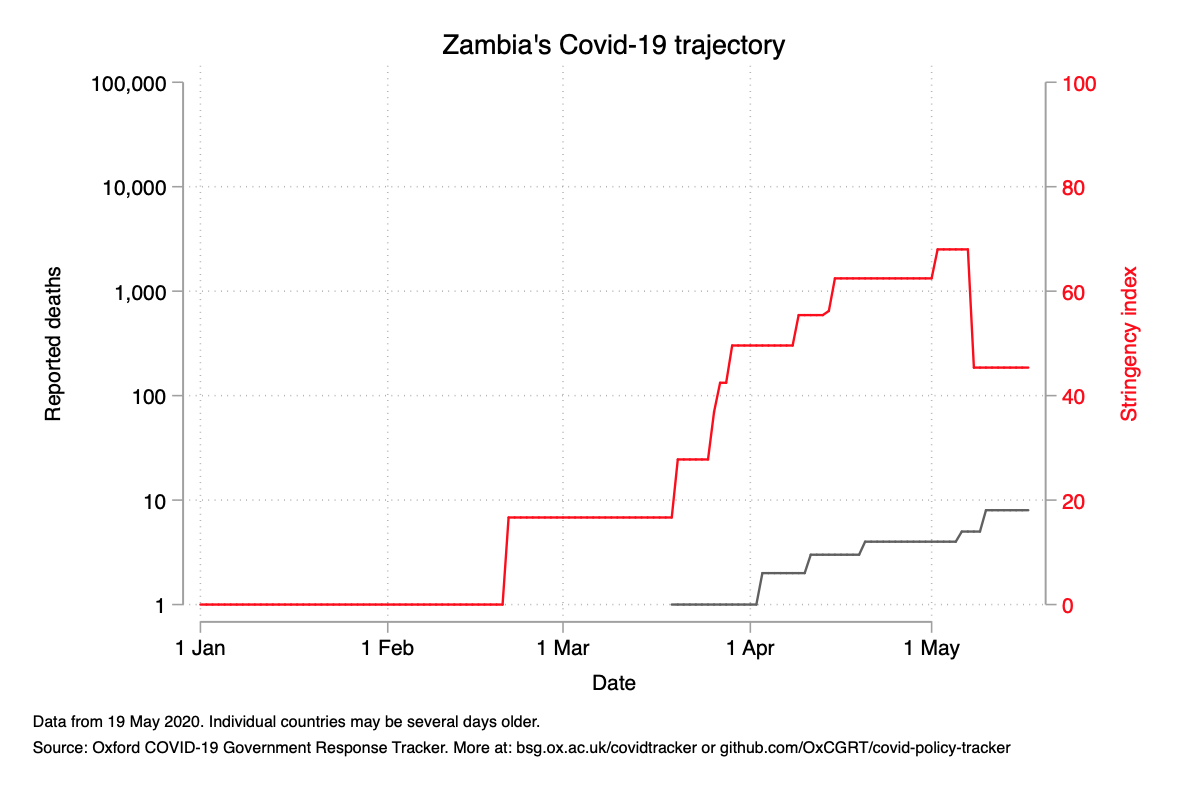 Zambia's Covid-19 trajectory
100,000
10,000
1,000
100
10
1
Reported deaths
100
80
60
40
20
0
Stringency index
1 Jan
1 Feb
1 Mar
1 Apr
1 May
Date
Data from 19 May 2020. Individual countries may be several days older.
Source: Oxford COVID-19 Government Response Tracker. More at: bsg.ox.ac.uk/covidtracker or github.com/OxCGRT/covid-policy-tracker